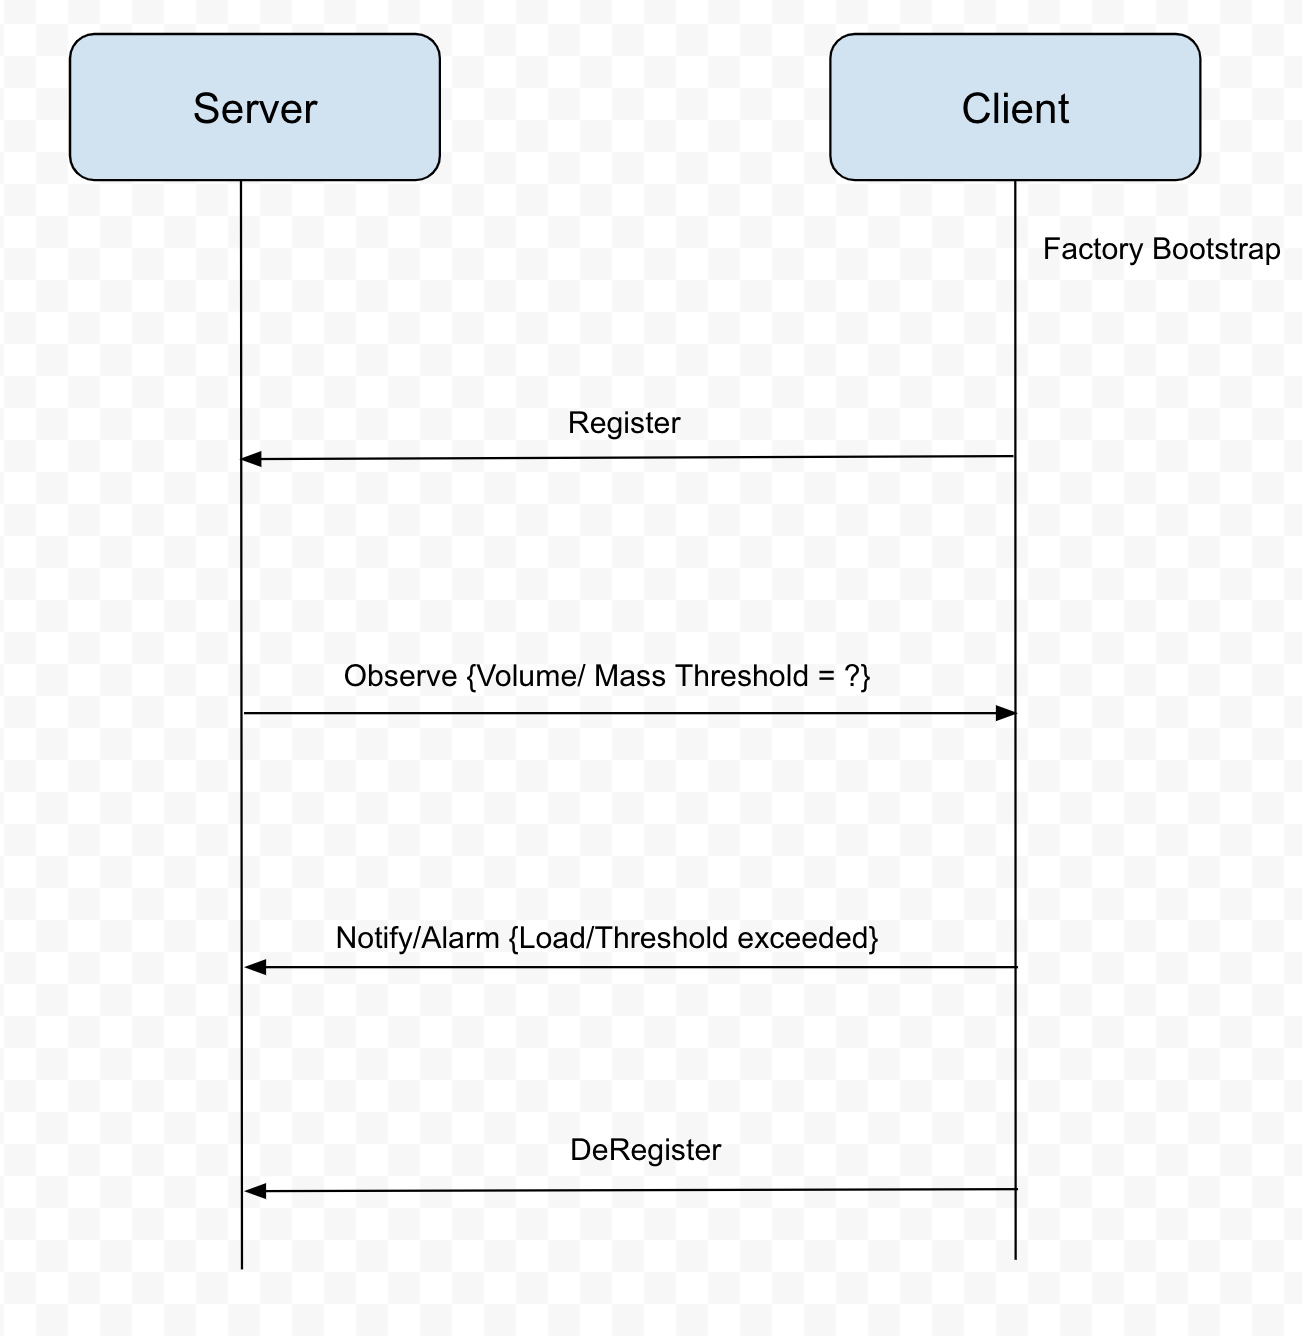 Server
Client
Factory Bootstrap
Register
Observe {Volume/ Mass Threshold = ?}
Notify/Alarm {Load/Threshold exceeded}
DeRegister